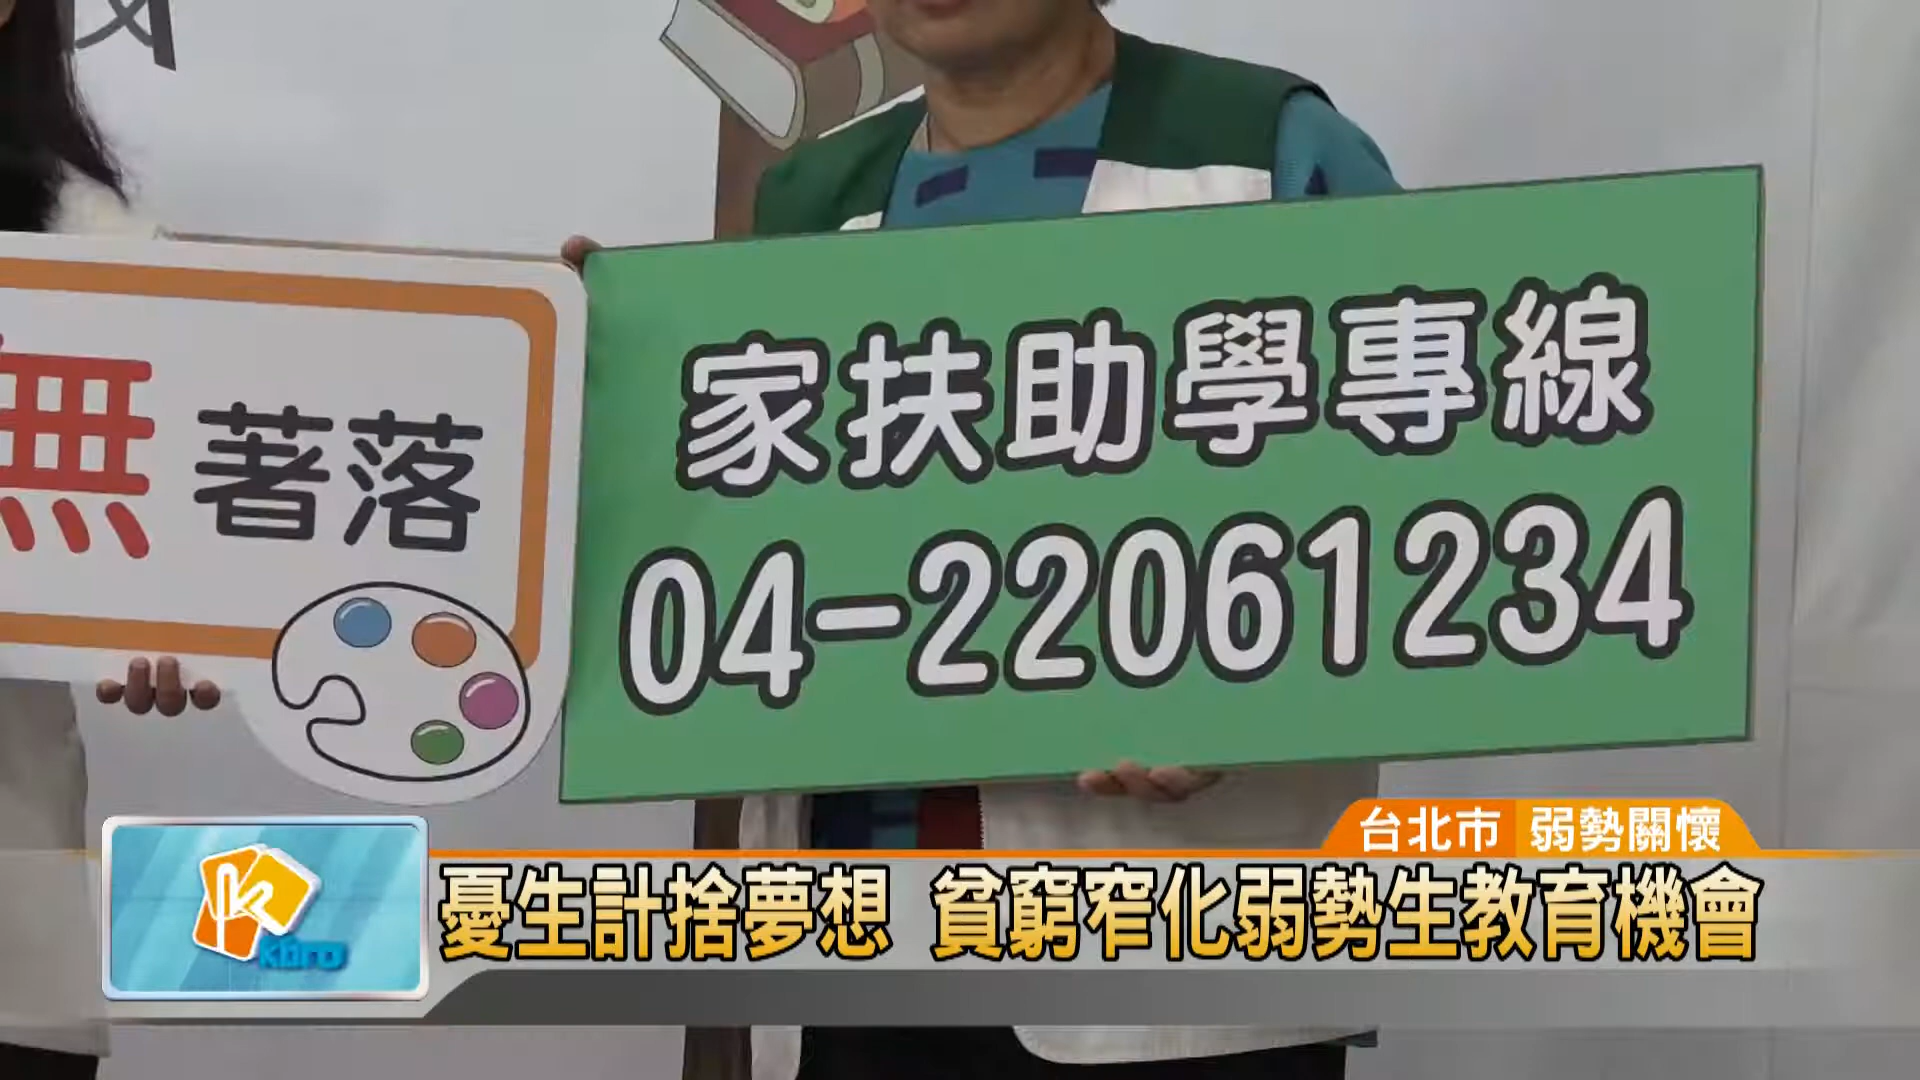 無著落
家扶助學專線
04-22061234
台北市 弱勢關懷
憂生計捨夢想 貧窮窄化弱勢生教育機會
kbro